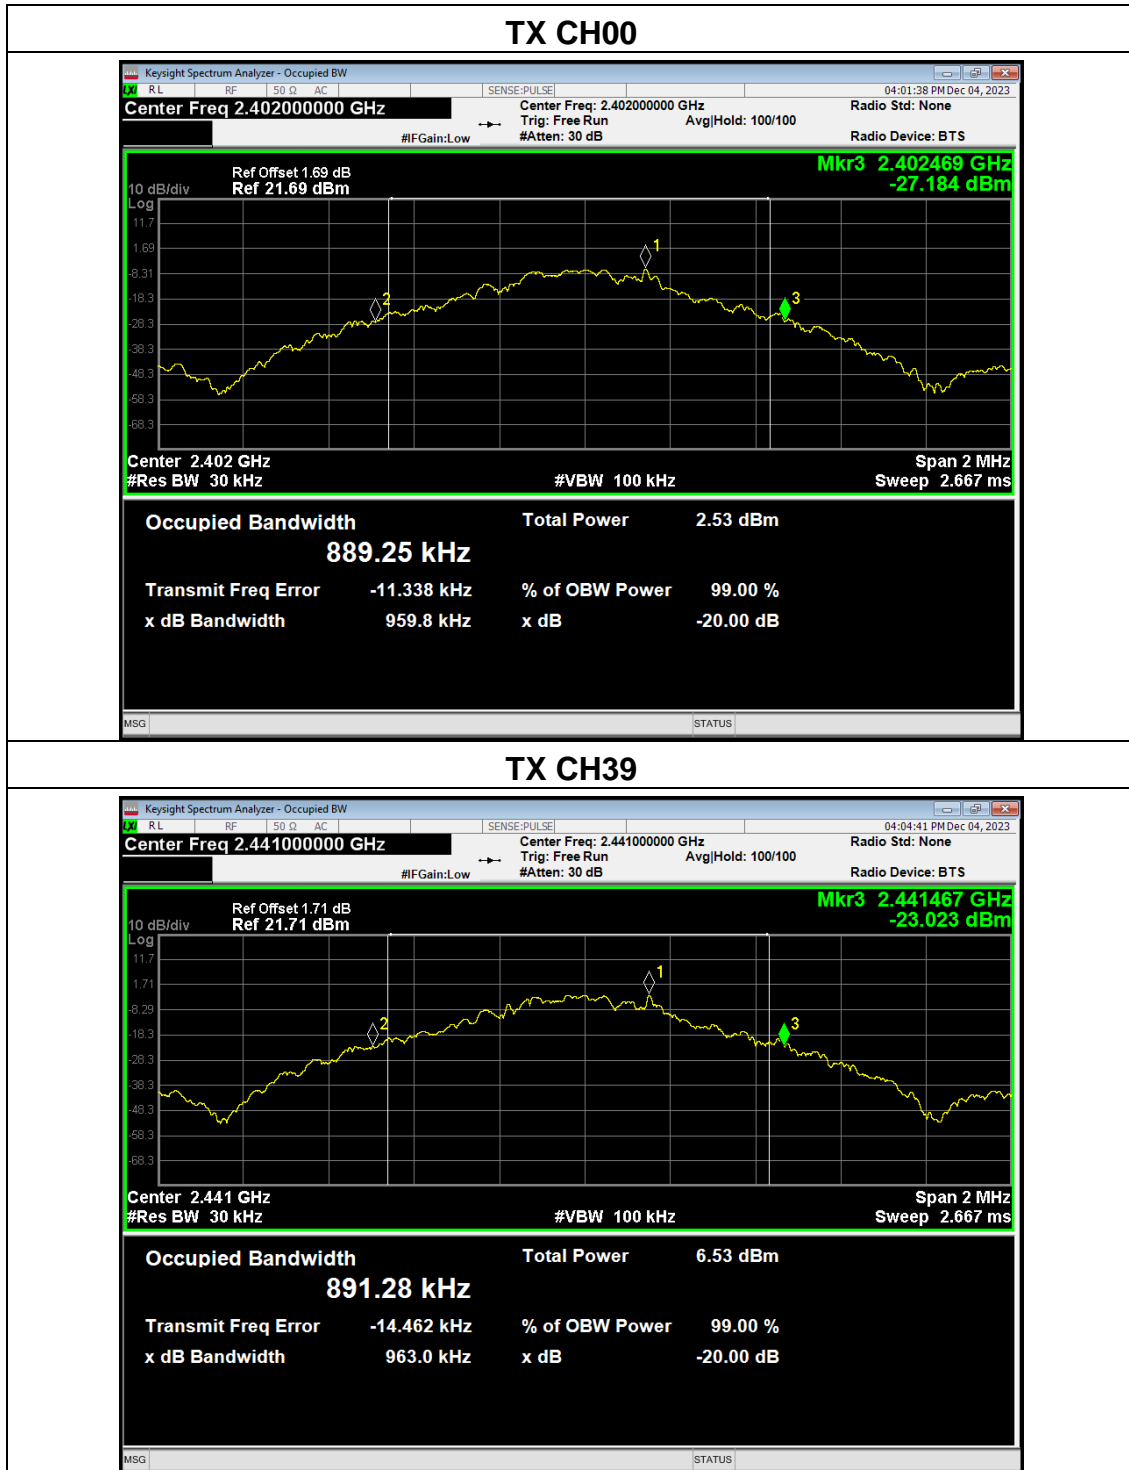 TX CH00
Keysight Spectrum Analyzer - Occupied BW
LXI RL RF 50 Ω AC SENSE:PULSE 04:01:38 PM Dec 04, 2023
Center Freq 2.402000000 GHz Center Freq: 2.402000000 GHz Radio Std: None
Trig: Free Run Avg|Hold: 100/100
#IFGain:Low #Atten: 30 dB Radio Device: BTS
Mkr3 2.402469 GHz
Ref Offset 1.69 dB
10 dB/div Ref 21.69 dBm -27.184 dBm
Log
11.7
1.69 1
-8.31
-18.3 2 3
-28.3
-38.3
-48.3
-58.3
-68.3
Center 2.402 GHz Span 2 MHz
#Res BW 30 kHz #VBW 100 kHz Sweep 2.667 ms
Occupied Bandwidth Total Power 2.53 dBm
889.25 kHz
Transmit Freq Error -11.338 kHz % of OBW Power 99.00 %
x dB Bandwidth 959.8 kHz x dB -20.00 dB
MSG STATUS
TX CH39
Keysight Spectrum Analyzer - Occupied BW
LXI RL RF 50 Ω AC SENSE:PULSE 04:04:41 PM Dec 04, 2023
Center Freq 2.441000000 GHz Center Freq: 2.441000000 GHz Radio Std: None
Trig: Free Run Avg|Hold: 100/100
#IFGain:Low #Atten: 30 dB Radio Device: BTS
Mkr3 2.441467 GHz
Ref Offset 1.71 dB
10 dB/div Ref 21.71 dBm -23.023 dBm
Log
11.7
1.71 1
-8.29
-18.3 2 3
-28.3
-38.3
-48.3
-58.3
-68.3
Center 2.441 GHz Span 2 MHz
#Res BW 30 kHz #VBW 100 kHz Sweep 2.667 ms
Occupied Bandwidth Total Power 6.53 dBm
891.28 kHz
Transmit Freq Error -14.462 kHz % of OBW Power 99.00 %
x dB Bandwidth 963.0 kHz x dB -20.00 dB
MSG STATUS